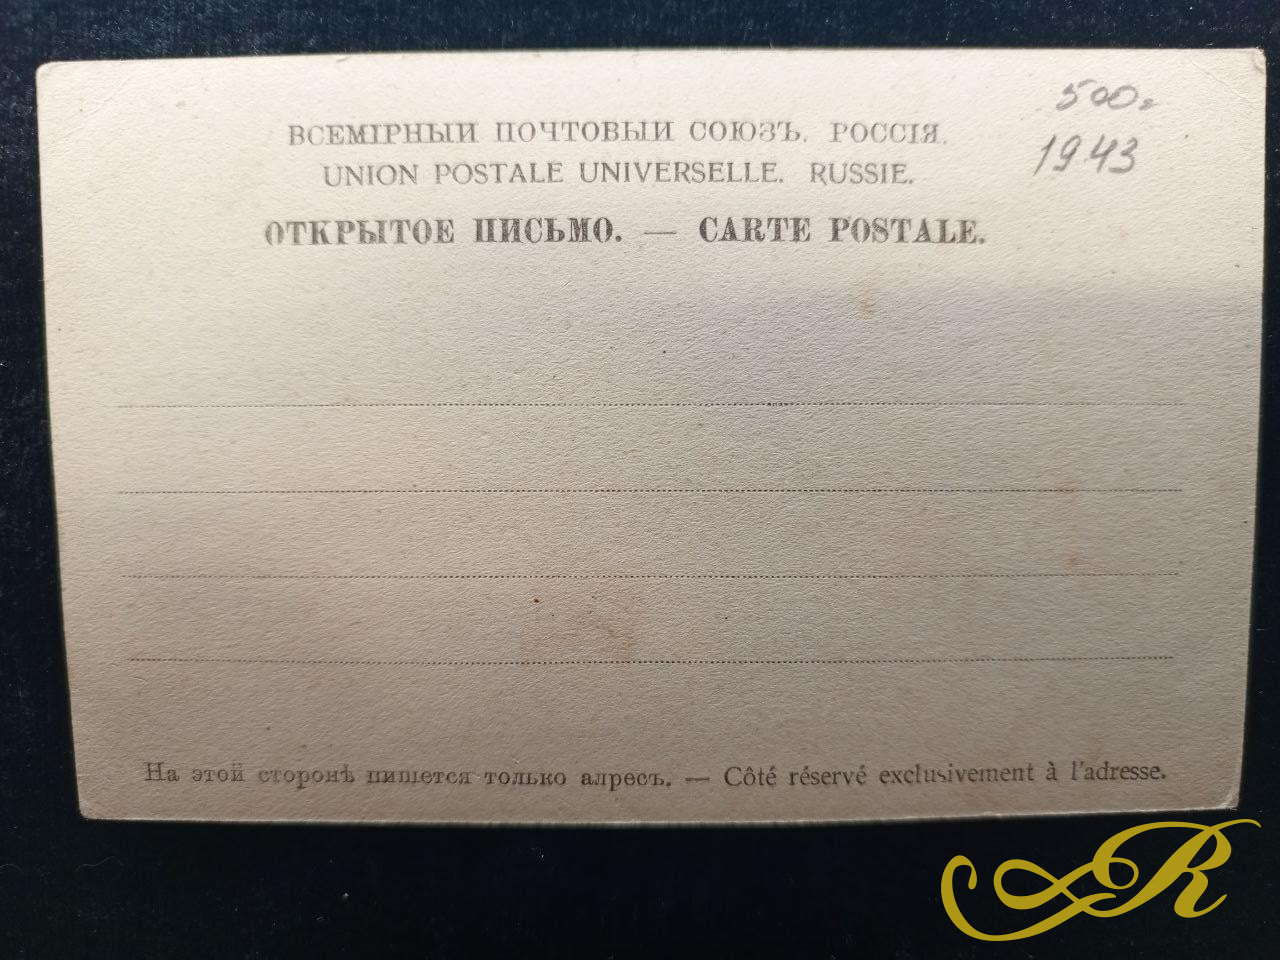 500.
1943
ВСЕМІРНЫЙ ПОЧТОВЫЙ СОЮЗЪ. РОССІЯ.
UNION POSTALE UNIVERSELLE. RUSSIE.
ОТКРЫТОЕ ПИСЬМО. — CARTE POSTALE.
На этой сторонѣ пишется только адресъ. — Côté réservé exclusivement à l'adresse.
R